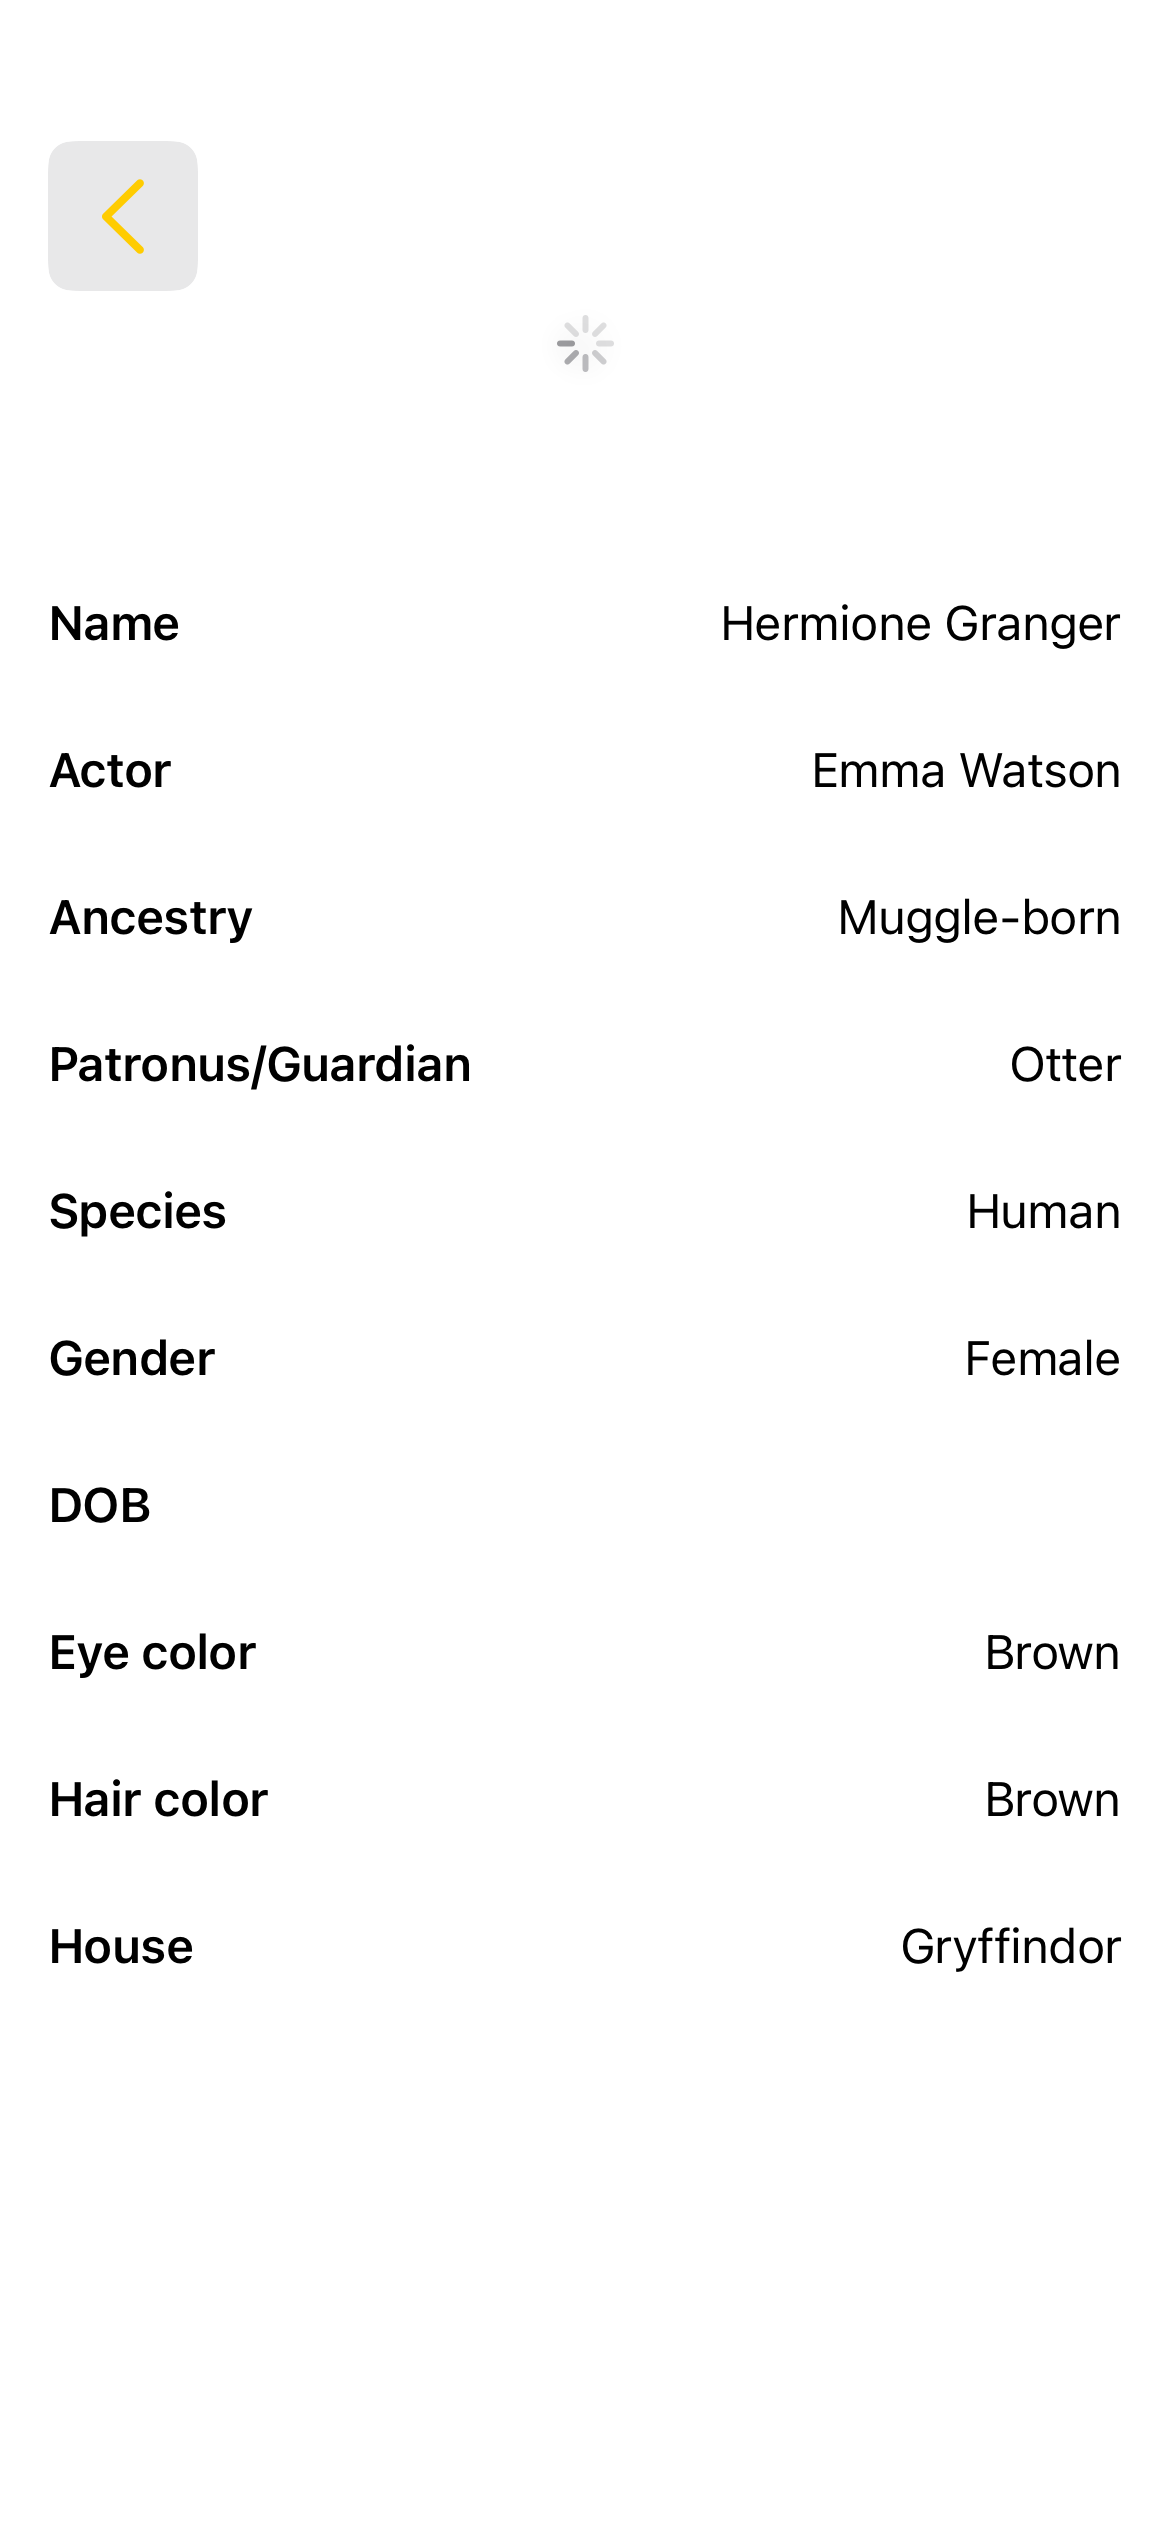 Name Hermione Granger
Actor Emma Watson
Ancestry Muggle-born
Patronus/Guardian Otter
Species Human
Gender Female
DOB
Eye color Brown
Hair color Brown
House Gryffindor